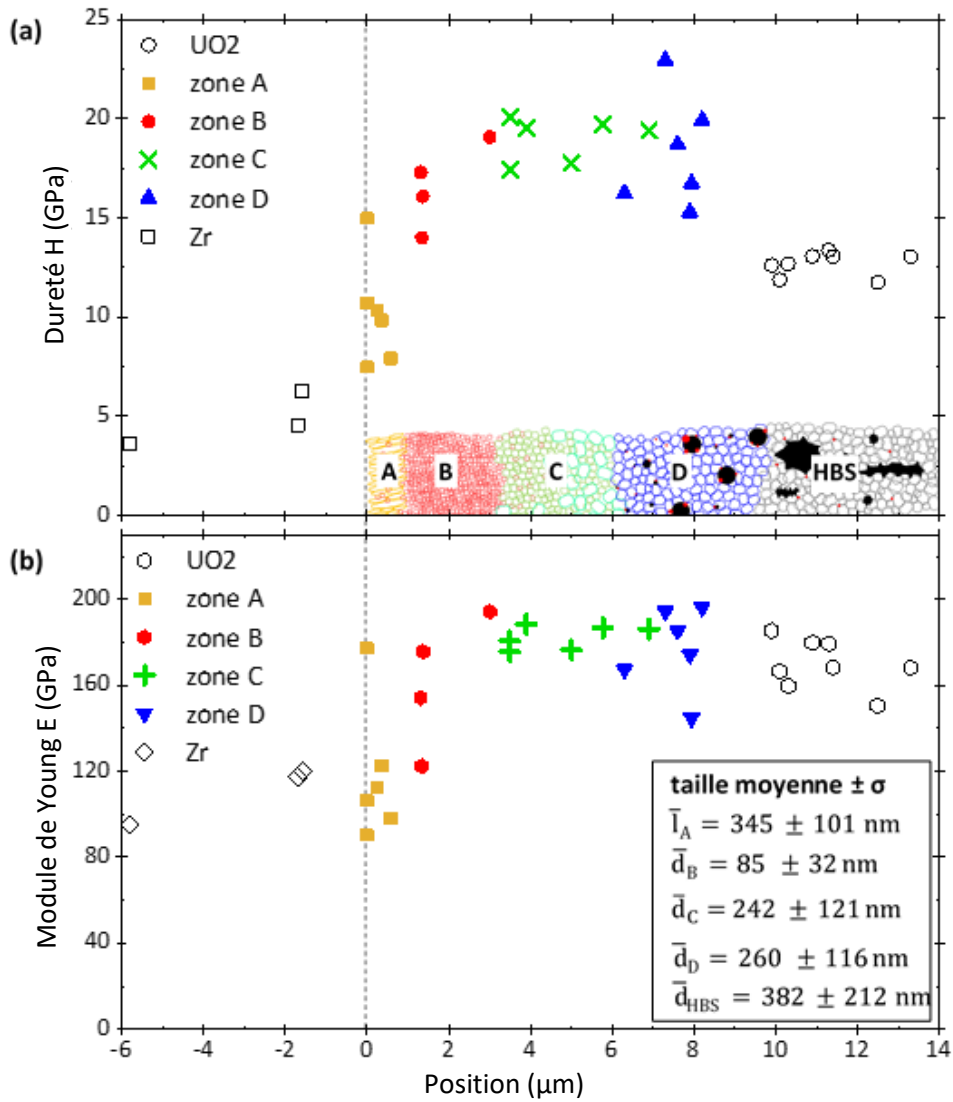 (a)
Dureté H (GPa)
25
20
15
10
5
0
UO2
zone A
zone B
zone C
zone D
Zr
A B C D HBS
(b)
Module de Young E (GPa)
200
160
120
80
40
0
UO2
zone A
zone B
zone C
zone D
Zr
taille moyenne ± σ
l̅A = 345 ± 101 nm
d̅B = 85 ± 32 nm
d̅C = 242 ± 121 nm
d̅D = 260 ± 116 nm
d̅HBS = 382 ± 212 nm
-6 -4 -2 0 2 4 6 8 10 12 14
Position (µm)